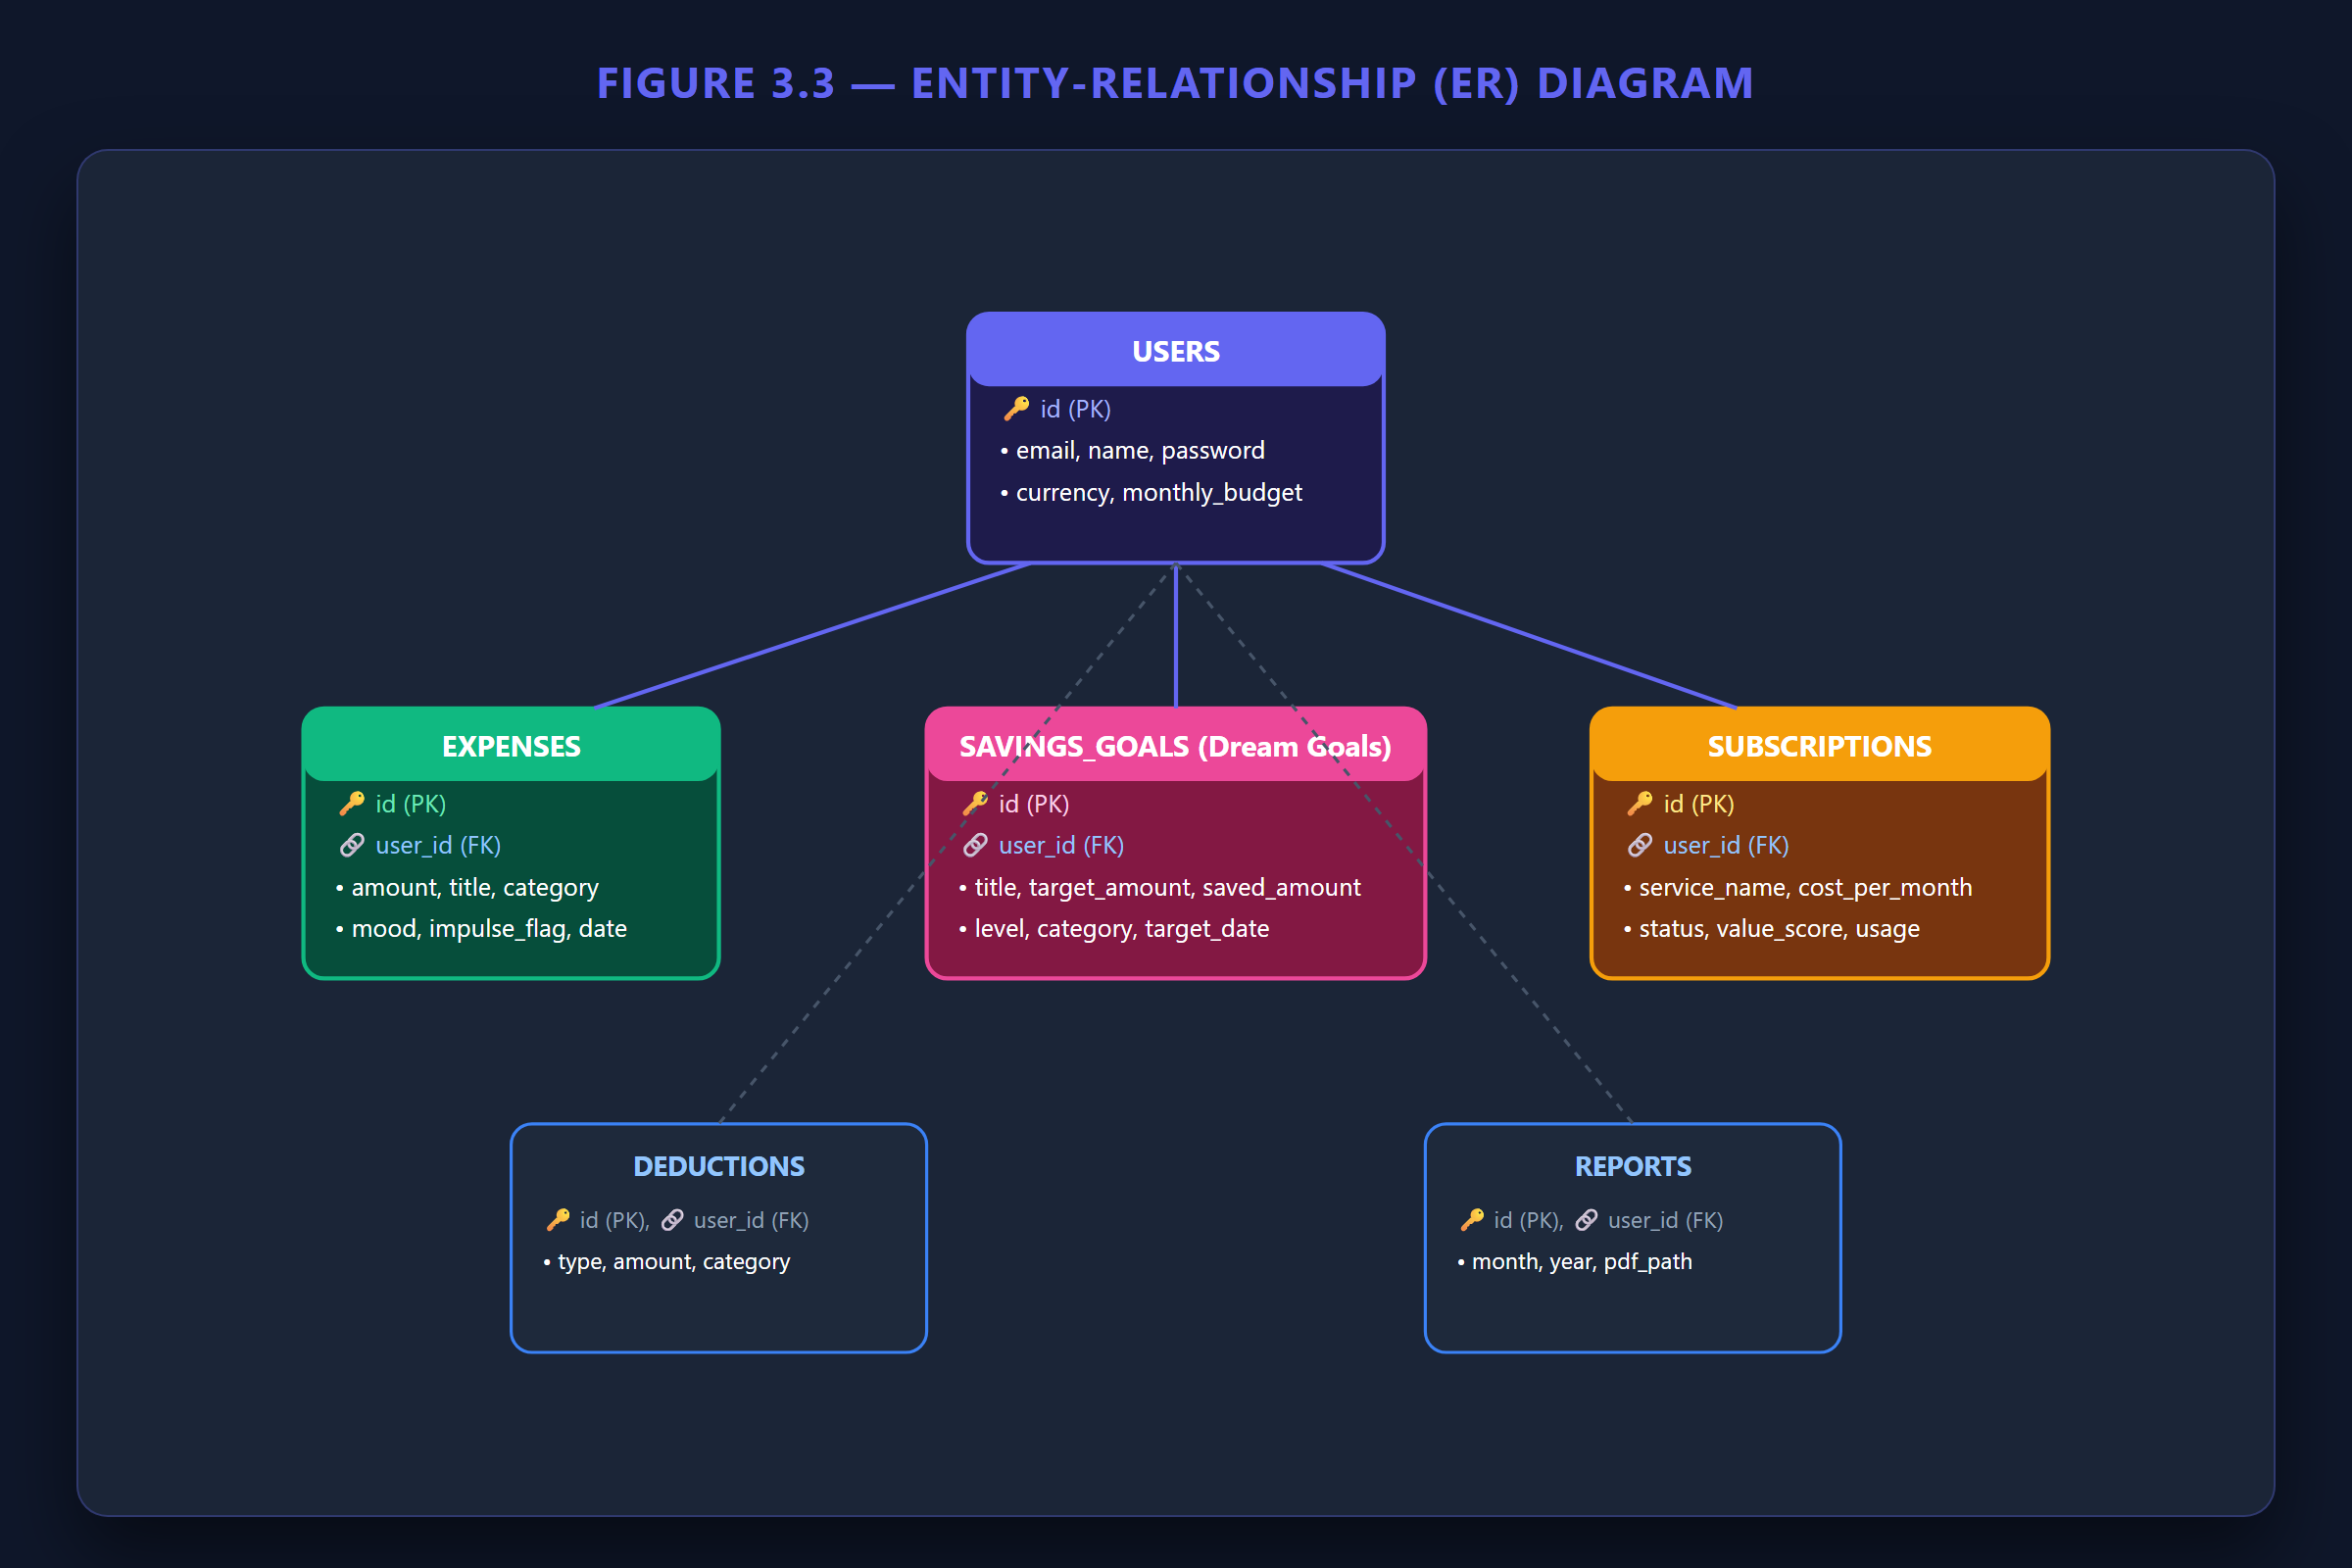 FIGURE 3.3 — ENTITY-RELATIONSHIP (ER) DIAGRAM
USERS
🔑 id (PK)
• email, name, password
• currency, monthly_budget
EXPENSES
🔑 id (PK)
🔗 user_id (FK)
• amount, title, category
• mood, impulse_flag, date
SAVINGS_GOALS (Dream Goals)
🔑 id (PK)
🔗 user_id (FK)
• title, target_amount, saved_amount
• level, category, target_date
SUBSCRIPTIONS
🔑 id (PK)
🔗 user_id (FK)
• service_name, cost_per_month
• status, value_score, usage
DEDUCTIONS
🔑 id (PK), 🔗 user_id (FK)
• type, amount, category
REPORTS
🔑 id (PK), 🔗 user_id (FK)
• month, year, pdf_path